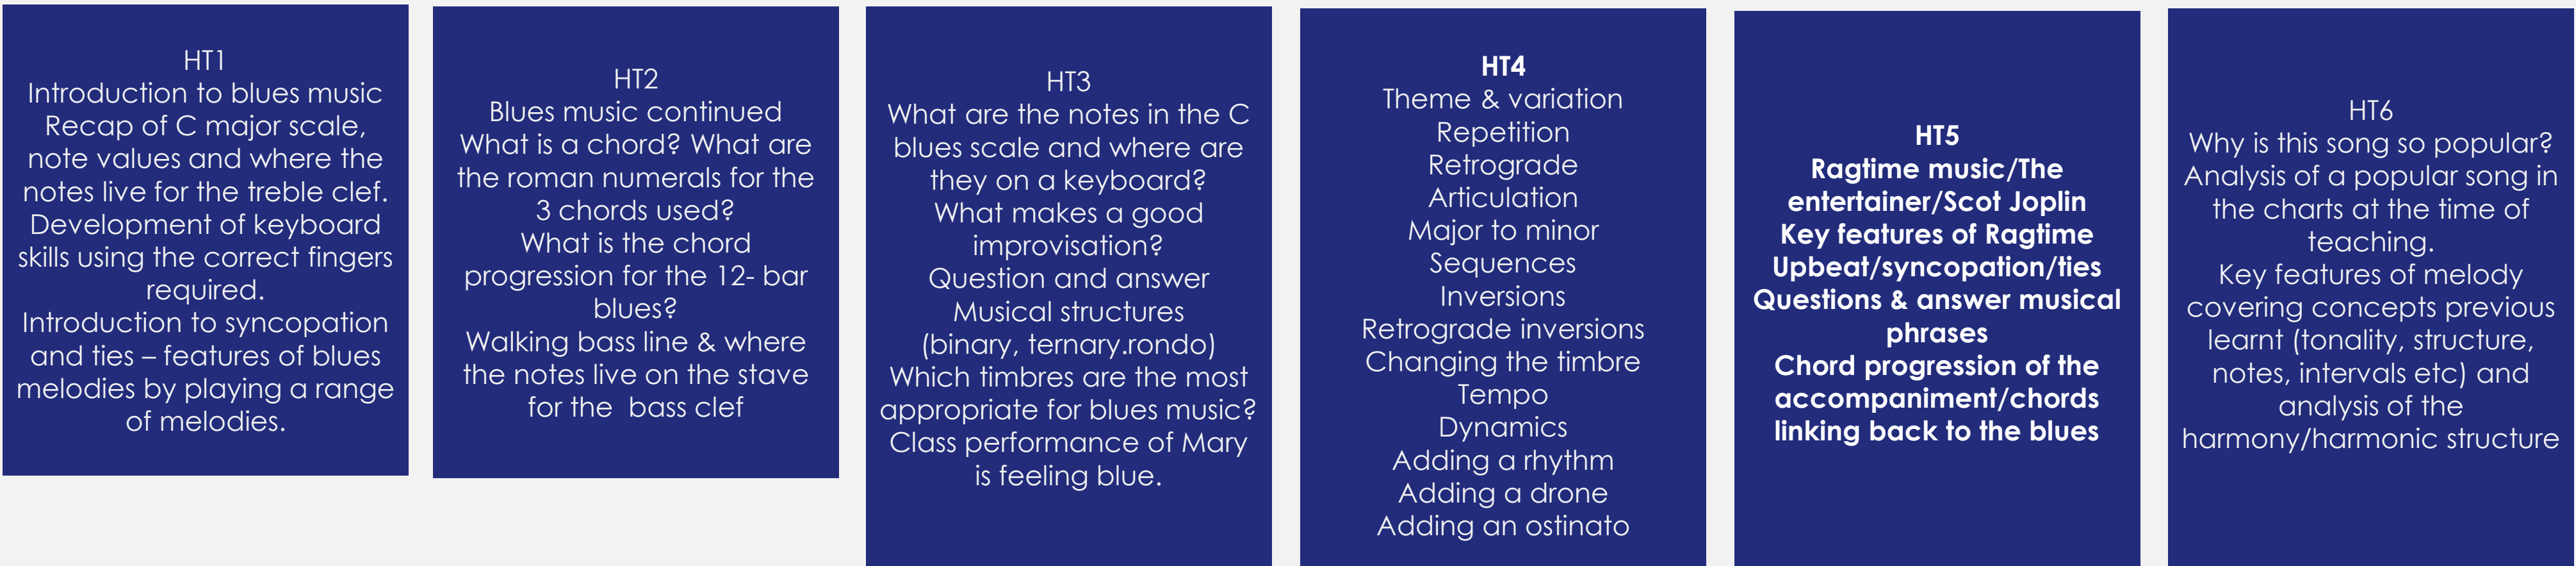 HT1
Introduction to blues music
Recap of C major scale,
note values and where the
notes live for the treble clef.
Development of keyboard
skills using the correct fingers
required.
Introduction to syncopation
and ties – features of blues
melodies by playing a range
of melodies.
HT2
Blues music continued
What is a chord? What are
the roman numerals for the
3 chords used?
What is the chord
progression for the 12- bar
blues?
Walking bass line & where
the notes live on the stave
for the  bass clef
HT3
What are the notes in the C
blues scale and where are
they on a keyboard?
What makes a good
improvisation?
Question and answer
Musical structures
(binary, ternary.rondo)
Which timbres are the most
appropriate for blues music?
Class performance of Mary
is feeling blue.
HT4
Theme & variation
Repetition
Retrograde
Articulation
Major to minor
Sequences
Inversions
Retrograde inversions
Changing the timbre
Tempo
Dynamics
Adding a rhythm
Adding a drone
Adding an ostinato
HT5
Ragtime music/The
entertainer/Scot Joplin
Key features of Ragtime
Upbeat/syncopation/ties
Questions & answer musical
phrases
Chord progression of the
accompaniment/chords
linking back to the blues
HT6
Why is this song so popular?
Analysis of a popular song in
the charts at the time of
teaching.
Key features of melody
covering concepts previous
learnt (tonality, structure,
notes, intervals etc) and
analysis of the
harmony/harmonic structure